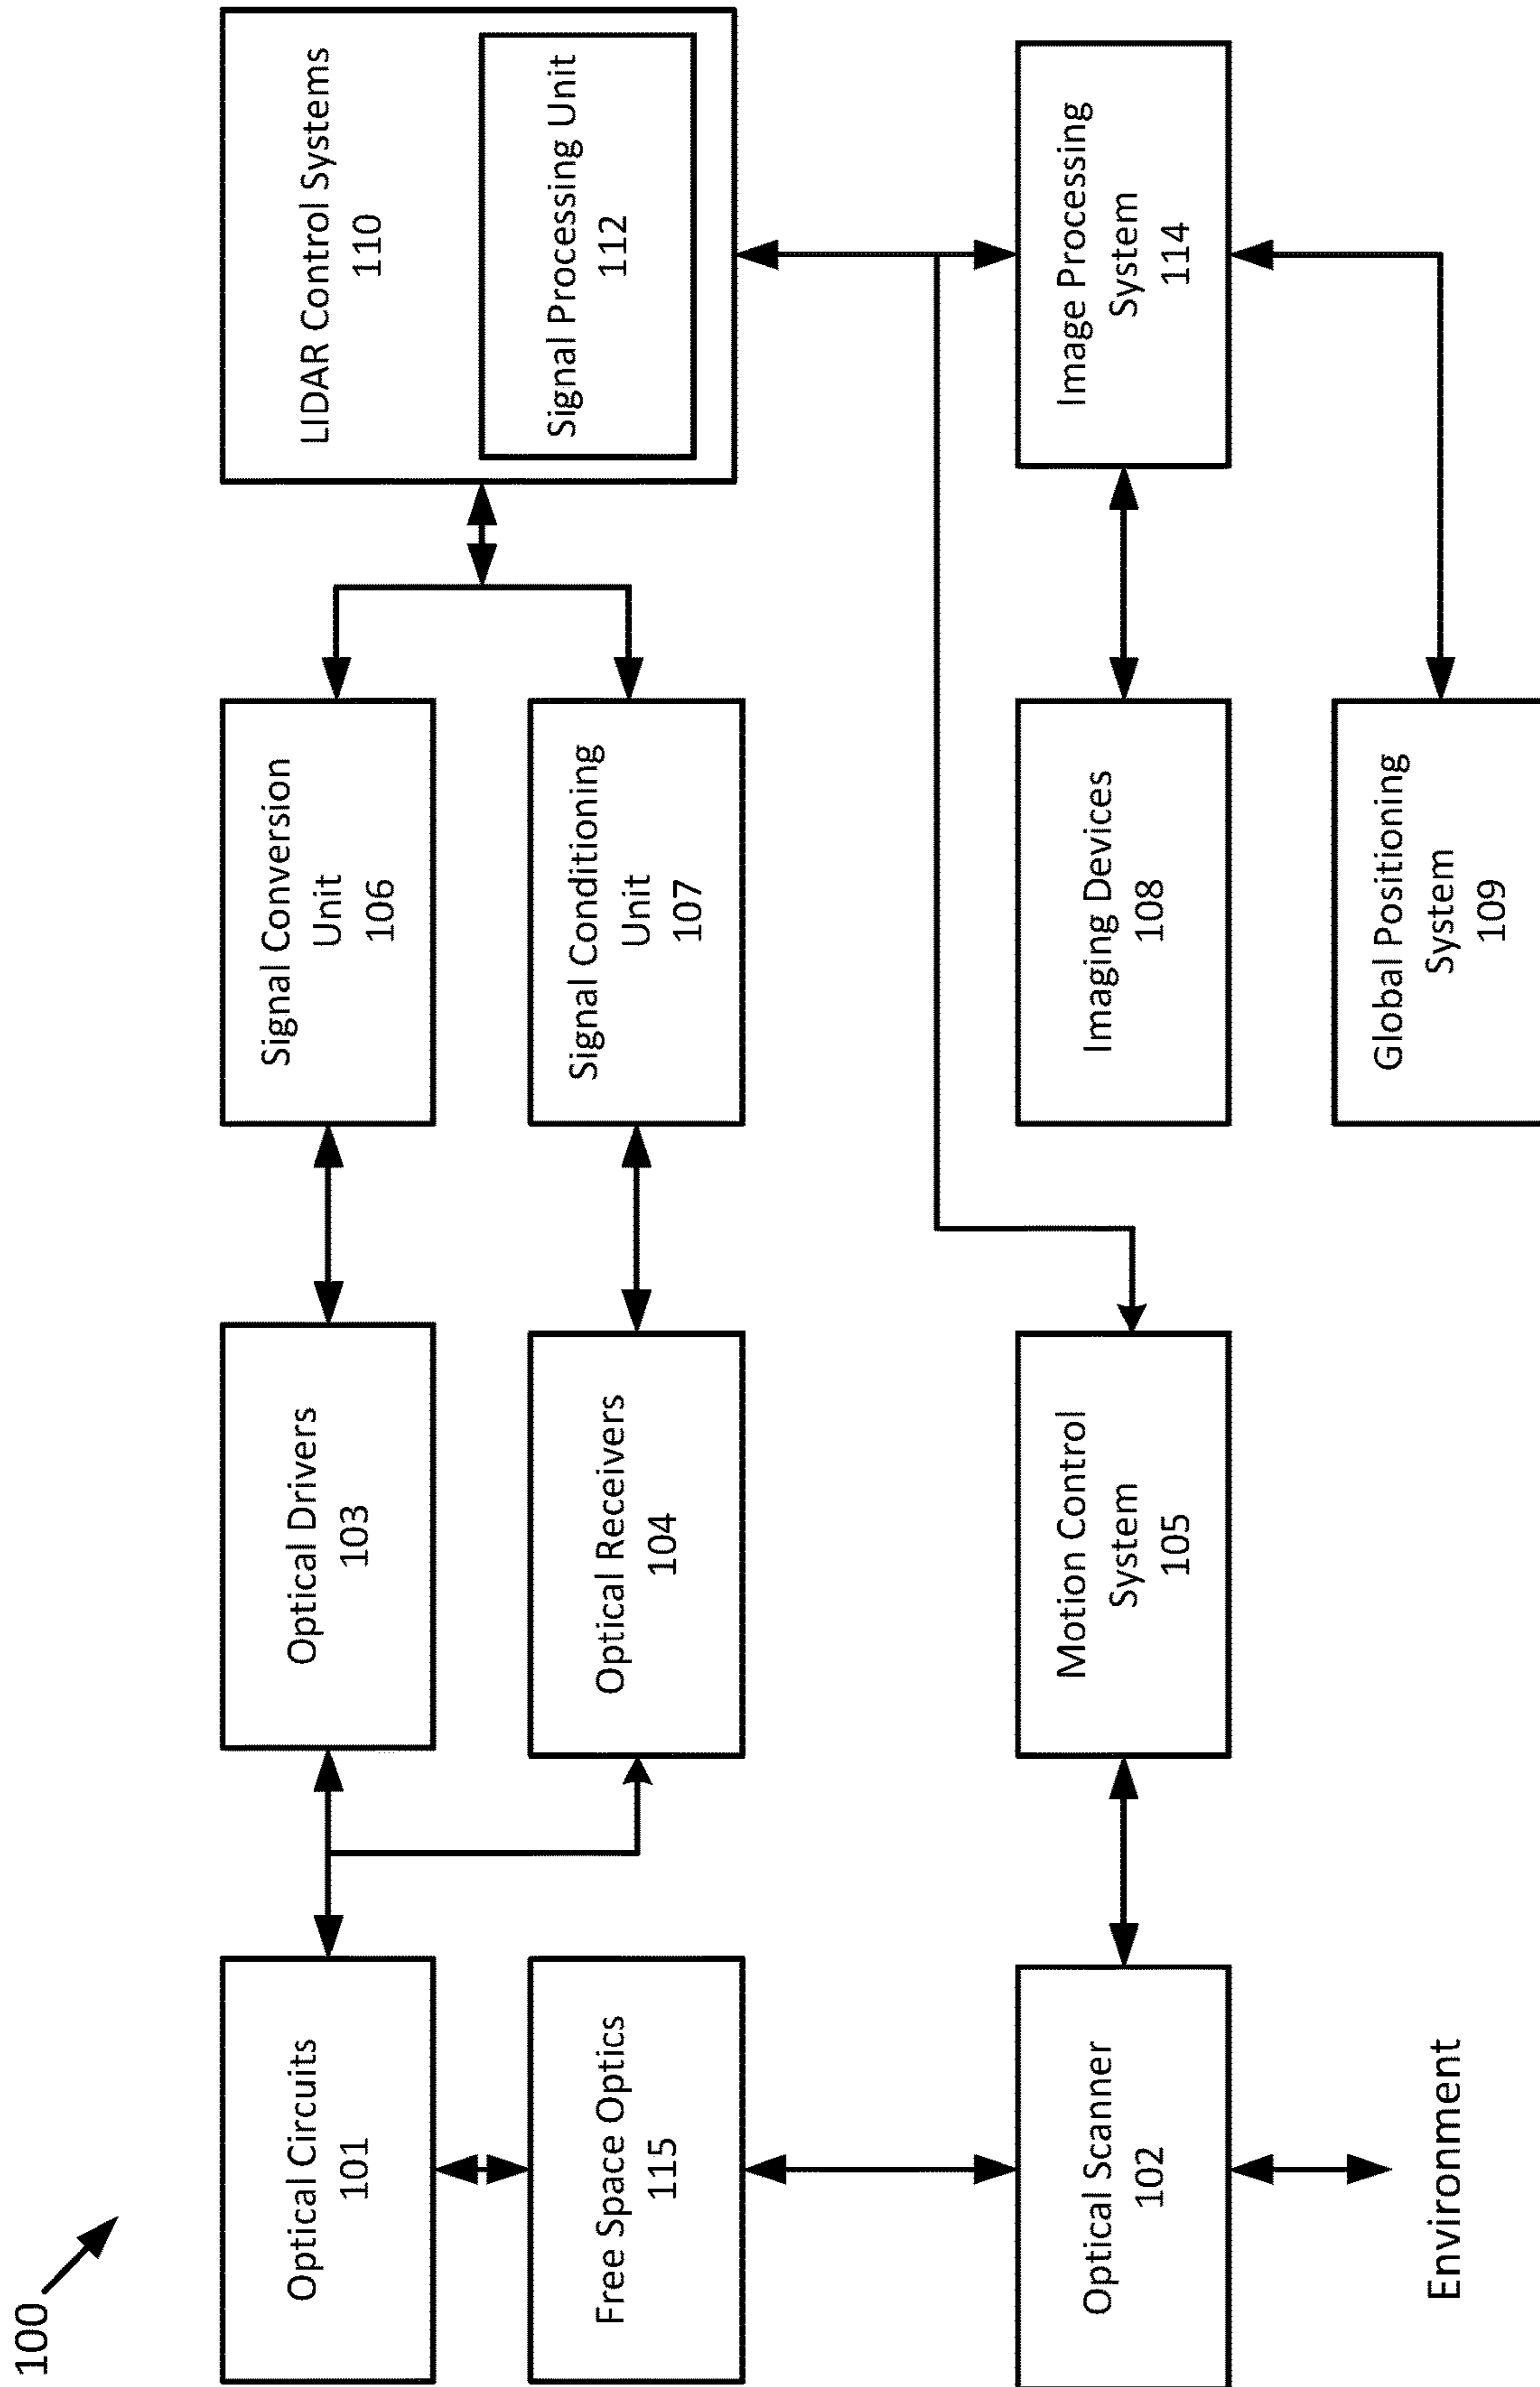 100
Optical Circuits
101
Optical Drivers
103
Signal Conversion
Unit
106
LIDAR Control Systems
110
Signal Processing Unit
112
Free Space Optics
115
Optical Receivers
104
Signal Conditioning
Unit
107
Optical Scanner
102
Motion Control
System
105
Imaging Devices
108
Image Processing
System
114
Environment
Global Positioning
System
109